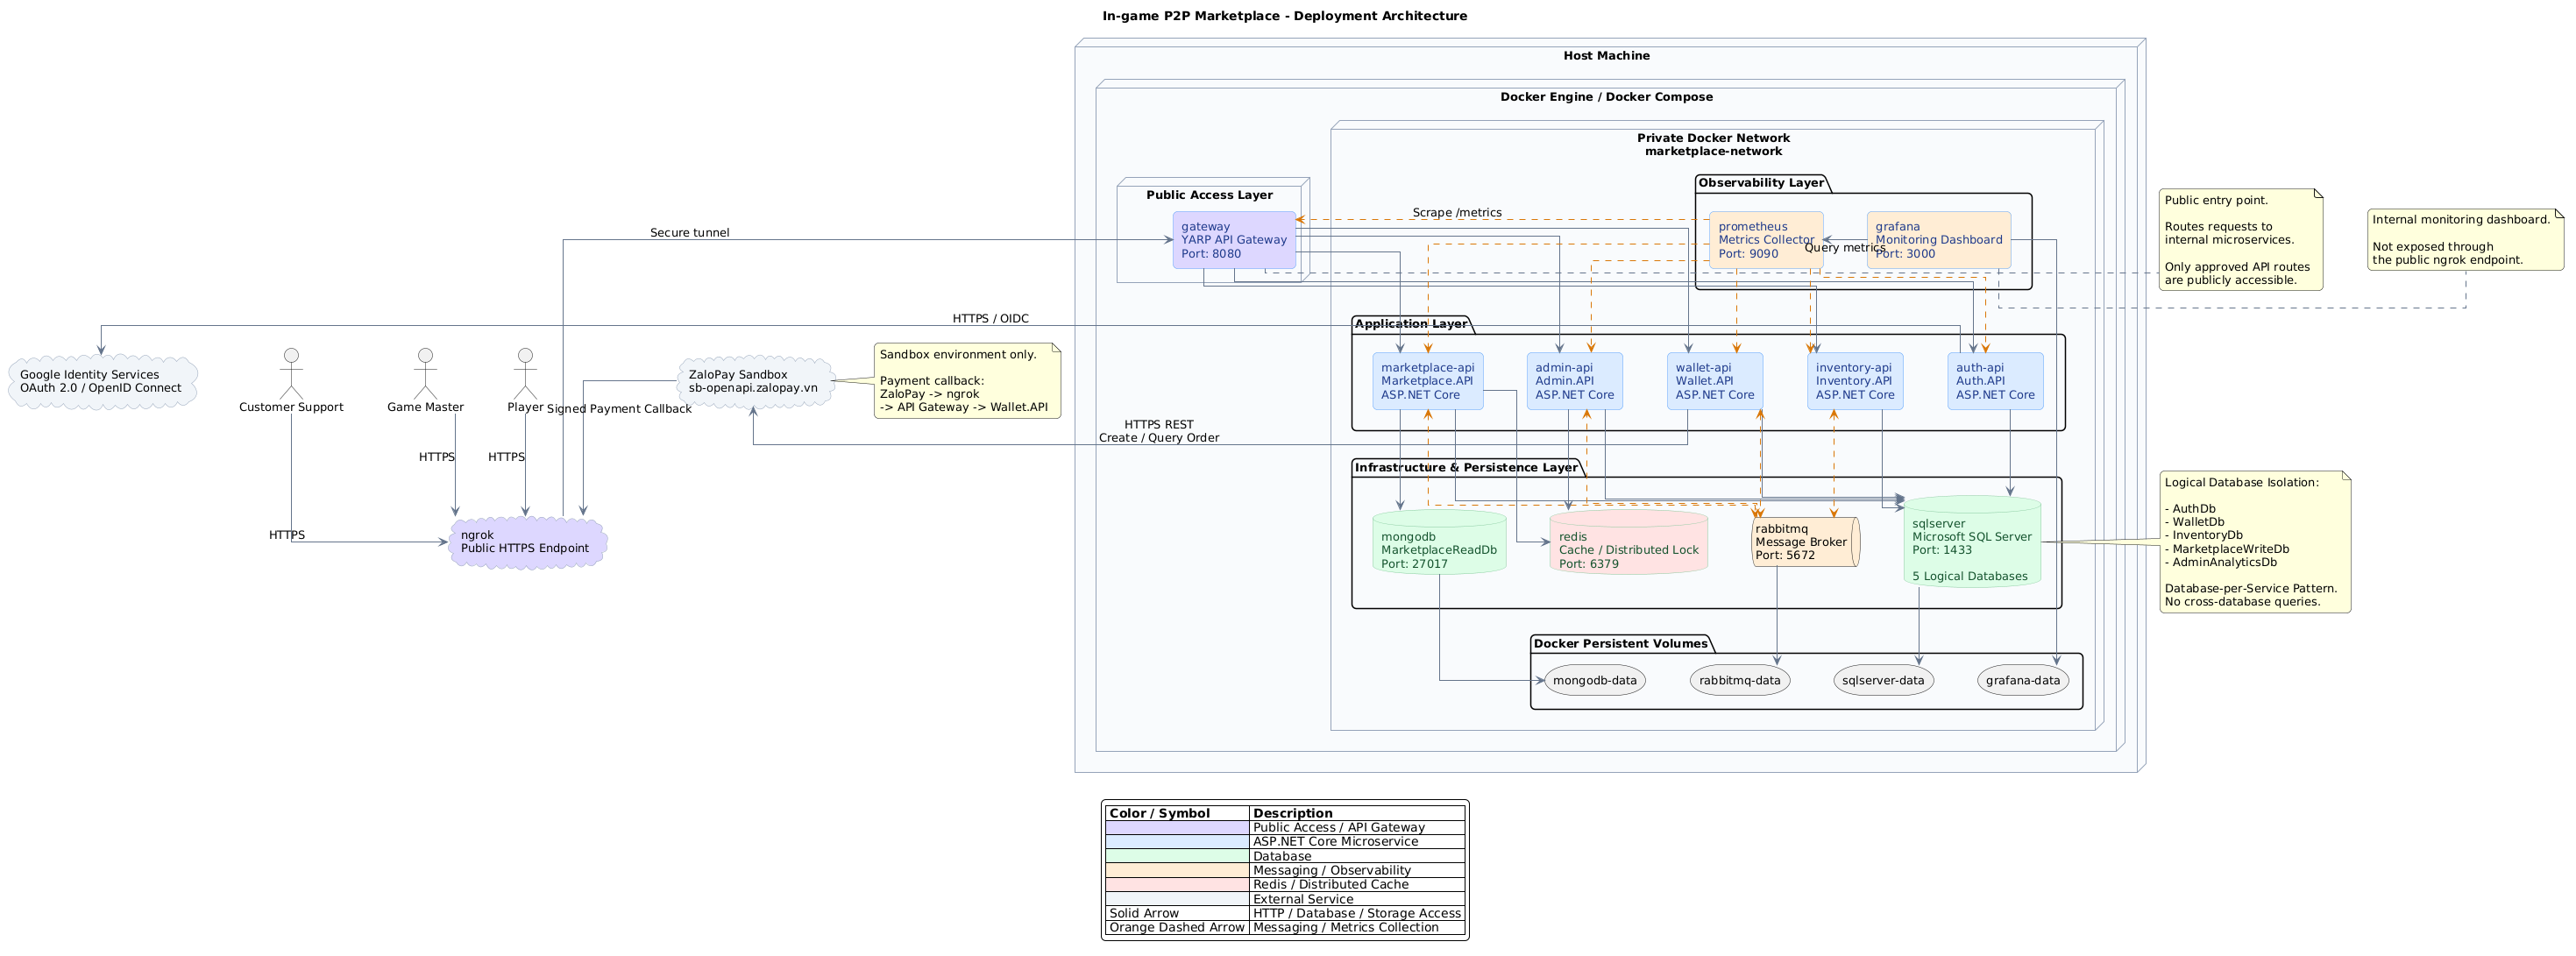 In-game P2P Marketplace - Deployment Architecture
Host Machine
Docker Engine / Docker Compose
Private Docker Network
marketplace-network
Public Access Layer
gateway
YARP API Gateway
Port: 8080
Observability Layer
Scrape /metrics
prometheus
Metrics Collector
Port: 9090
Query metrics
grafana
Monitoring Dashboard
Port: 3000
Public entry point.
Routes requests to
internal microservices.
Only approved API routes
are publicly accessible.
Internal monitoring dashboard.
Not exposed through
the public ngrok endpoint.
Secure tunnel
HTTPS / OIDC
Application Layer
Google Identity Services
OAuth 2.0 / OpenID Connect
Customer Support
Game Master
Player
Signed Payment Callback
ZaloPay Sandbox
sb-openapi.zalopay.vn
Sandbox environment only.
Payment callback:
ZaloPay -> ngrok
-> API Gateway -> Wallet.API
marketplace-api
Marketplace.API
ASP.NET Core
admin-api
Admin.API
ASP.NET Core
wallet-api
Wallet.API
ASP.NET Core
inventory-api
Inventory.API
ASP.NET Core
auth-api
Auth.API
ASP.NET Core
HTTPS REST
Create / Query Order
HTTPS
HTTPS
HTTPS
ngrok
Public HTTPS Endpoint
Infrastructure & Persistence Layer
mongodb
MarketplaceReadDb
Port: 27017
redis
Cache / Distributed Lock
Port: 6379
rabbitmq
Message Broker
Port: 5672
sqlserver
Microsoft SQL Server
Port: 1433
5 Logical Databases
Logical Database Isolation:
- AuthDb
- WalletDb
- InventoryDb
- MarketplaceWriteDb
- AdminAnalyticsDb
Database-per-Service Pattern.
No cross-database queries.
Docker Persistent Volumes
mongodb-data
rabbitmq-data
sqlserver-data
grafana-data
Color / Symbol Description
Public Access / API Gateway
ASP.NET Core Microservice
Database
Messaging / Observability
Redis / Distributed Cache
External Service
Solid Arrow HTTP / Database / Storage Access
Orange Dashed Arrow Messaging / Metrics Collection